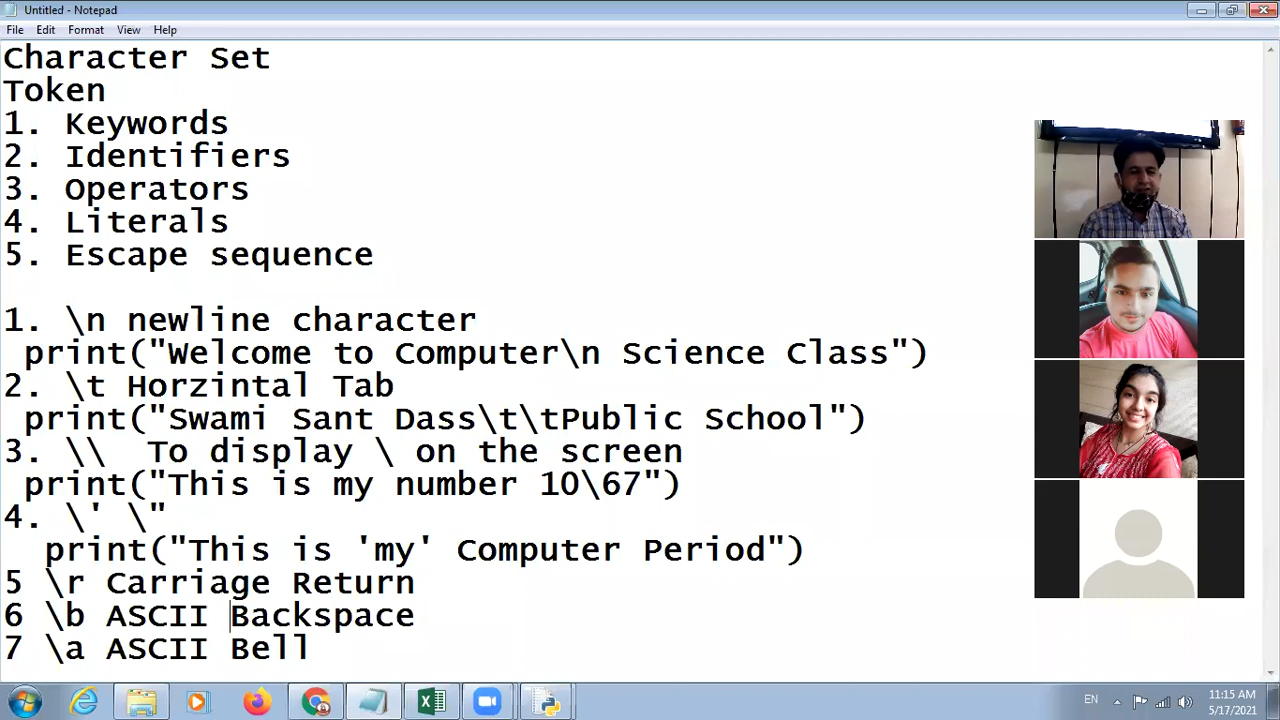 Untitled - Notepad
File Edit Format View Help
Character Set
Token
1. Keywords
2. Identifiers
3. Operators
4. Literals
5. Escape sequence
1. \n newline character
print("Welcome to Computer\n Science Class")
2. \t Horzintal Tab
print("Swami Sant Dass\t\tPublic School")
3. \\ To display \ on the screen
print("This is my number 10\67")
4. \' \"
print("This is 'my' Computer Period")
5 \r Carriage Return
6 \b ASCII Backspace
7 \a ASCII Bell
EN
11:15 AM
5/17/2021